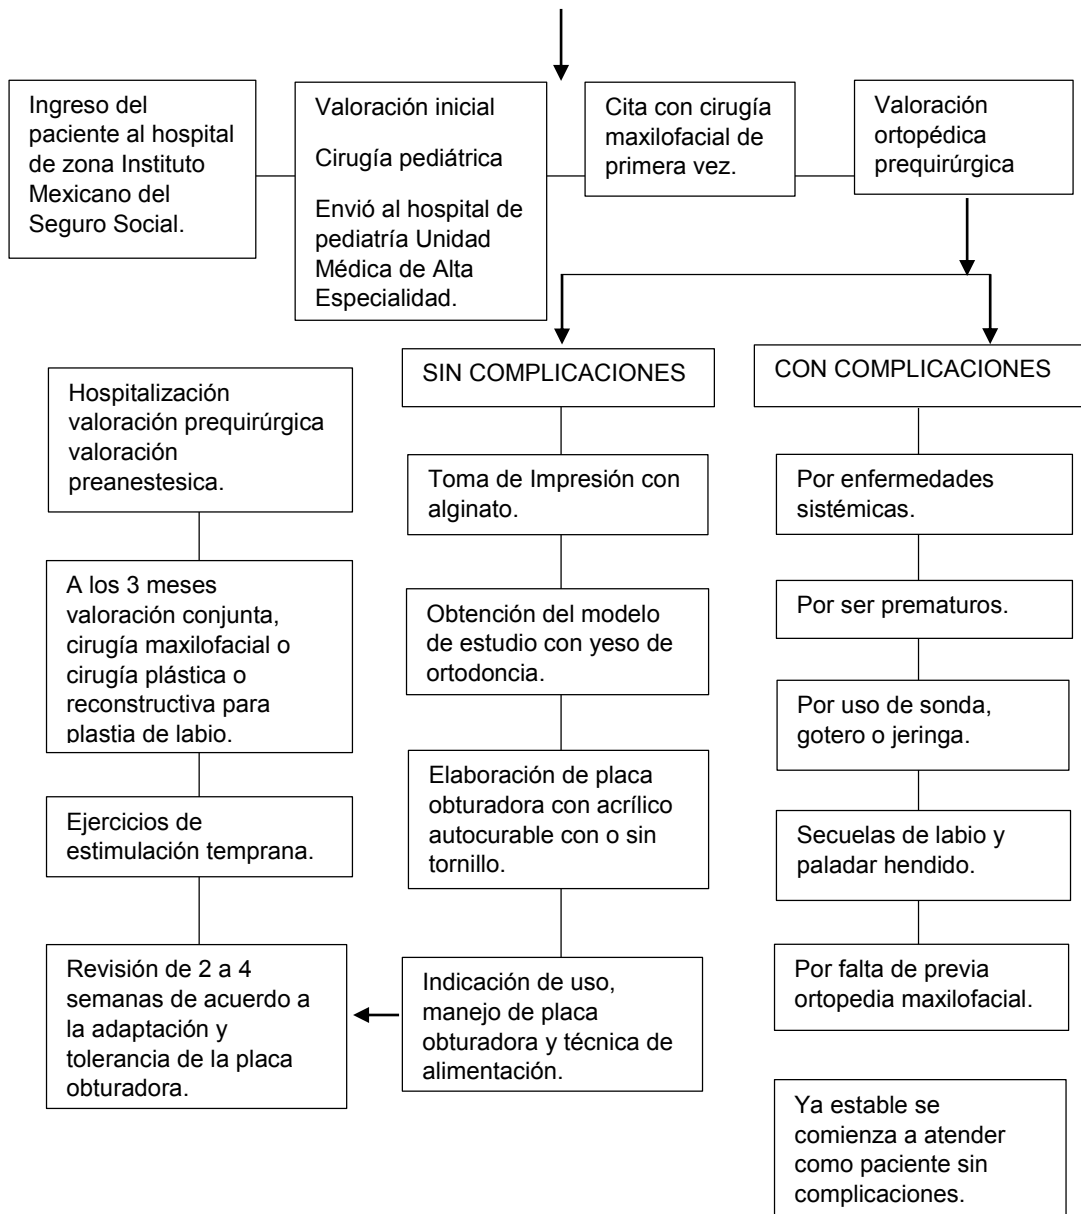 Ingreso del
paciente al hospital
de zona Instituto
Mexicano del
Seguro Social.
Valoración inicial
Cirugía pediátrica
Envió al hospital de
pediatría Unidad
Médica de Alta
Especialidad.
Cita con cirugía
maxilofacial de
primera vez.
Valoración
ortopédica
prequirúrgica
SIN COMPLICACIONES
Toma de Impresión con
alginato.
Obtención del modelo
de estudio con yeso de
ortodoncia.
Elaboración de placa
obturadora con acrílico
autocurable con o sin
tornillo.
Indicación de uso,
manejo de placa
obturadora y técnica de
alimentación.
Revisión de 2 a 4
semanas de acuerdo a
la adaptación y
tolerancia de la placa
obturadora.
Ejercicios de
estimulación temprana.
A los 3 meses
valoración conjunta,
cirugía maxilofacial o
cirugía plástica o
reconstructiva para
plastia de labio.
Hospitalización
valoración prequirúrgica
valoración
preanestesica.
CON COMPLICACIONES
Por enfermedades
sistémicas.
Por ser prematuros.
Por uso de sonda,
gotero o jeringa.
Secuelas de labio y
paladar hendido.
Por falta de previa
ortopedia maxilofacial.
Ya estable se
comienza a atender
como paciente sin
complicaciones.